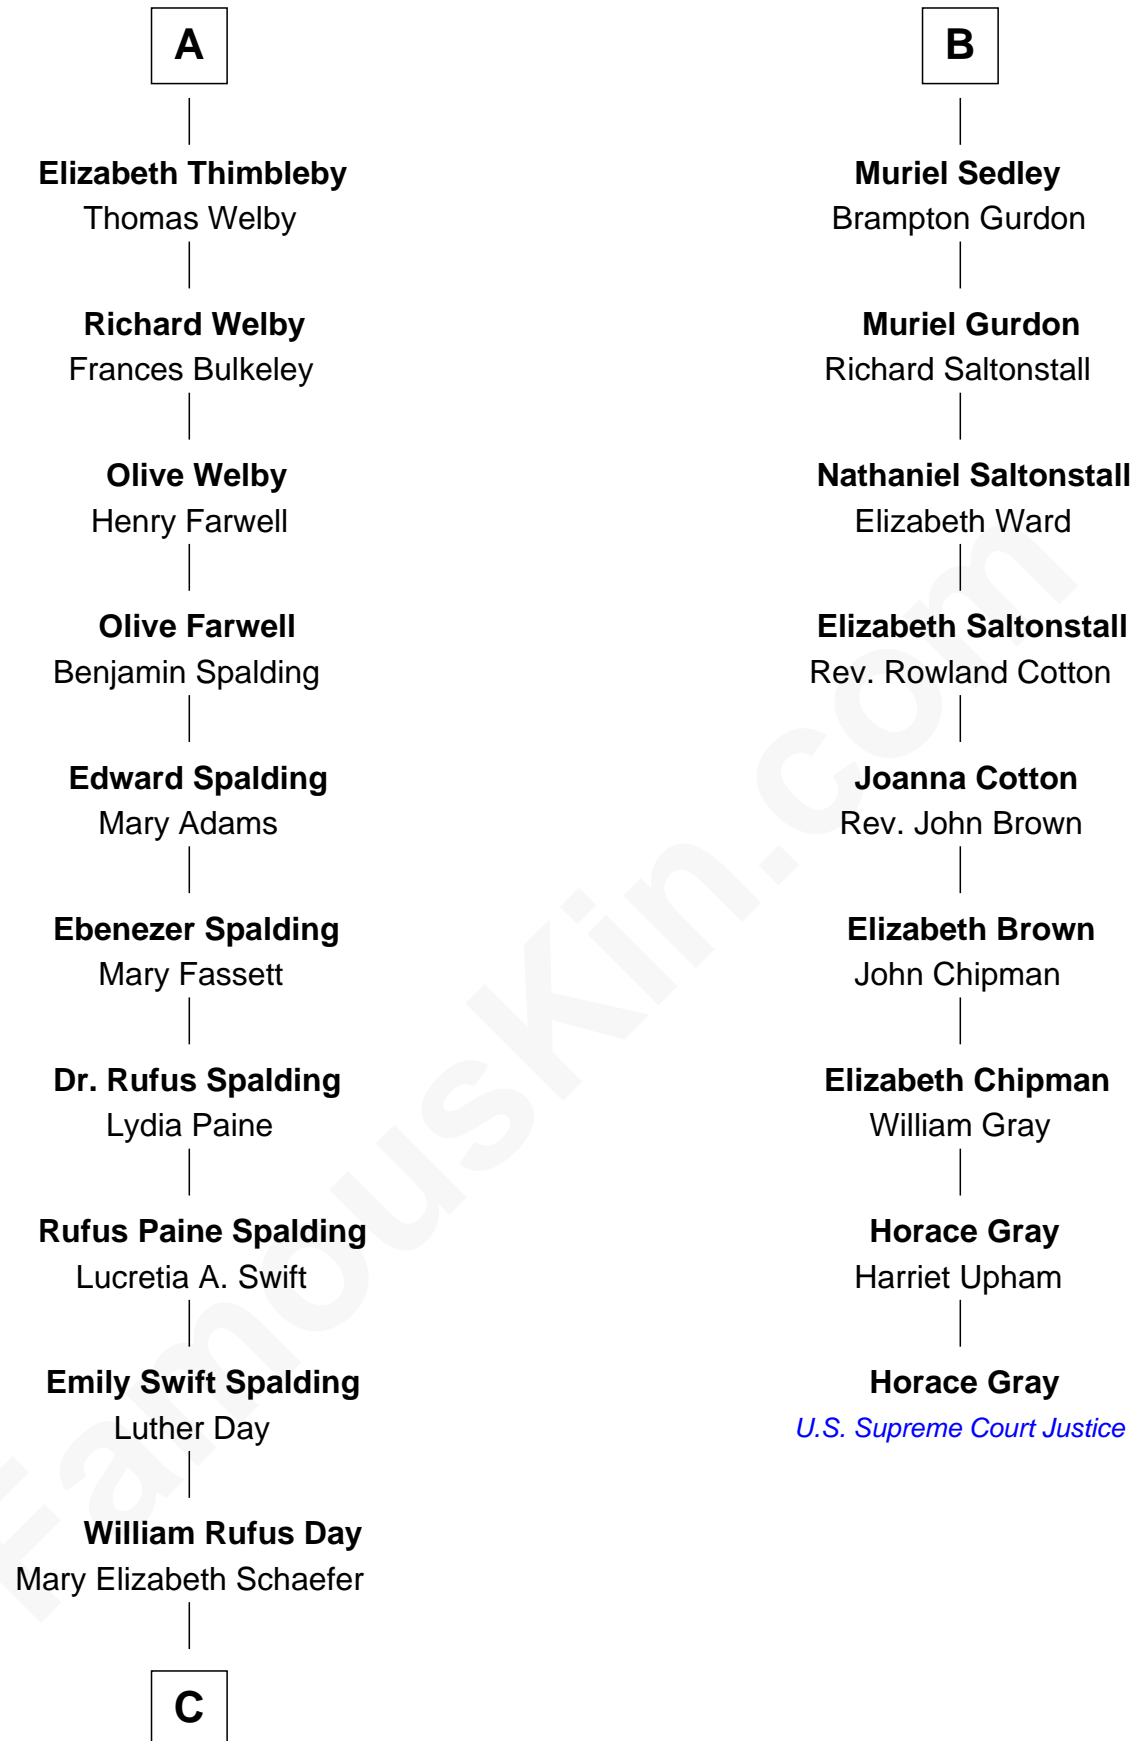 A
Elizabeth Thimbleby
Thomas Welby
Richard Welby
Frances Bulkeley
Olive Welby
Henry Farwell
Olive Farwell
Benjamin Spalding
Edward Spalding
Mary Adams
Ebenezer Spalding
Mary Fassett
Dr. Rufus Spalding
Lydia Paine
Rufus Paine Spalding
Lucretia A. Swift
Emily Swift Spalding
Luther Day
William Rufus Day
Mary Elizabeth Schaefer
C
B
Muriel Sedley
Brampton Gurdon
Muriel Gurdon
Richard Saltonstall
Nathaniel Saltonstall
Elizabeth Ward
Elizabeth Saltonstall
Rev. Rowland Cotton
Joanna Cotton
Rev. John Brown
Elizabeth Brown
John Chipman
Elizabeth Chipman
William Gray
Horace Gray
Harriet Upham
Horace Gray
U.S. Supreme Court Justice
FamousKin.com